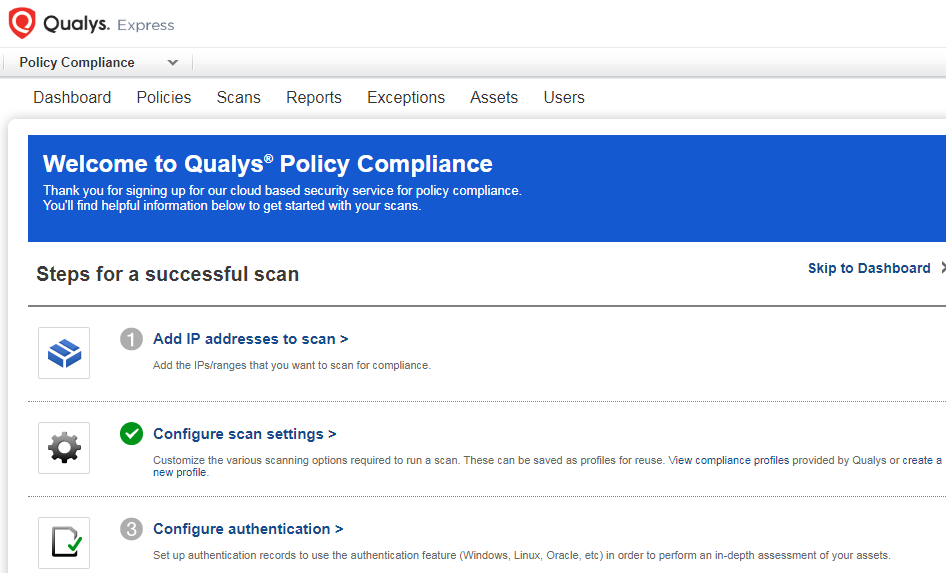 Qualys. Express
Policy Compliance
Dashboard Policies Scans Reports Exceptions Assets Users
Welcome to Qualys® Policy Compliance
Thank you for signing up for our cloud based security service for policy compliance.
You'll find helpful information below to get started with your scans.
Steps for a successful scan
Skip to Dashboard
1 Add IP addresses to scan >
Add the IPs/ranges that you want to scan for compliance.
Configure scan settings >
Customize the various scanning options required to run a scan. These can be saved as profiles for reuse. View compliance profiles provided by Qualys or create a
new profile.
3 Configure authentication >
Set up authentication records to use the authentication feature (Windows, Linux, Oracle, etc) in order to perform an in-depth assessment of your assets.